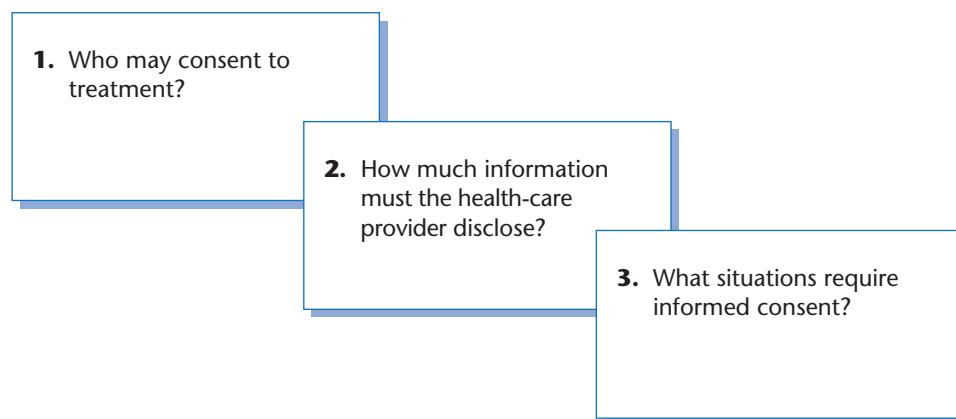 1. Who may consent to
treatment?
2. How much information
must the health-care
provider disclose?
3. What situations require
informed consent?